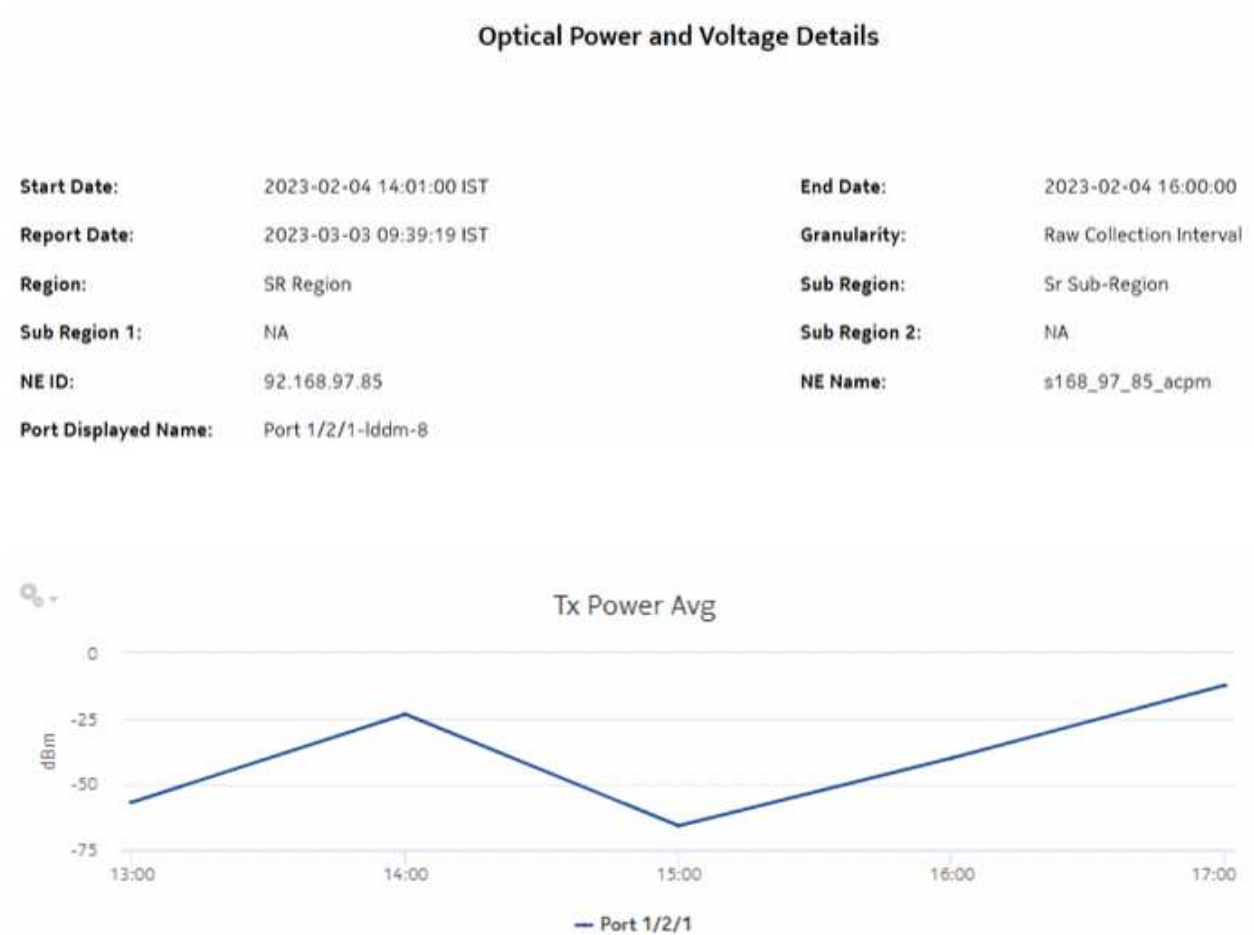 Optical Power and Voltage Details
Start Date: 2023-02-04 14:01:00 IST End Date: 2023-02-04 16:00:00
Report Date: 2023-03-03 09:39:19 IST Granularity: Raw Collection Interval
Region: SR Region Sub Region: Sr Sub-Region
Sub Region 1: NA Sub Region 2: NA
NE ID: 92.168.97.85 NE Name: s168_97_85_acpm
Port Displayed Name: Port 1/2/1-lddm-8
Tx Power Avg
0
-25
dBm
-50
-75
13:00 14:00 15:00 16:00 17:00
Port 1/2/1